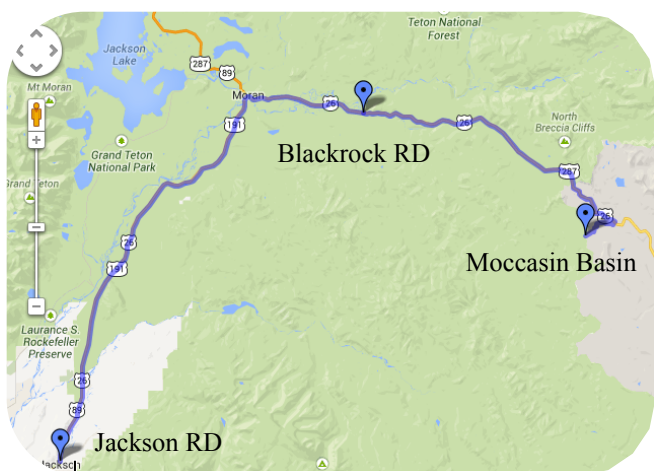 Teton National
Forest
Jackson
Lake
287
89
Mt Moran
Moran
26
191
26
North
Breccia Cliffs
Grand Teton
National Park
Blackrock RD
287
Grand Teton
26
Moccasin Basin
26
191
Laurance S.
Rockefeller
Preserve
26
89
Jackson RD
Jackson